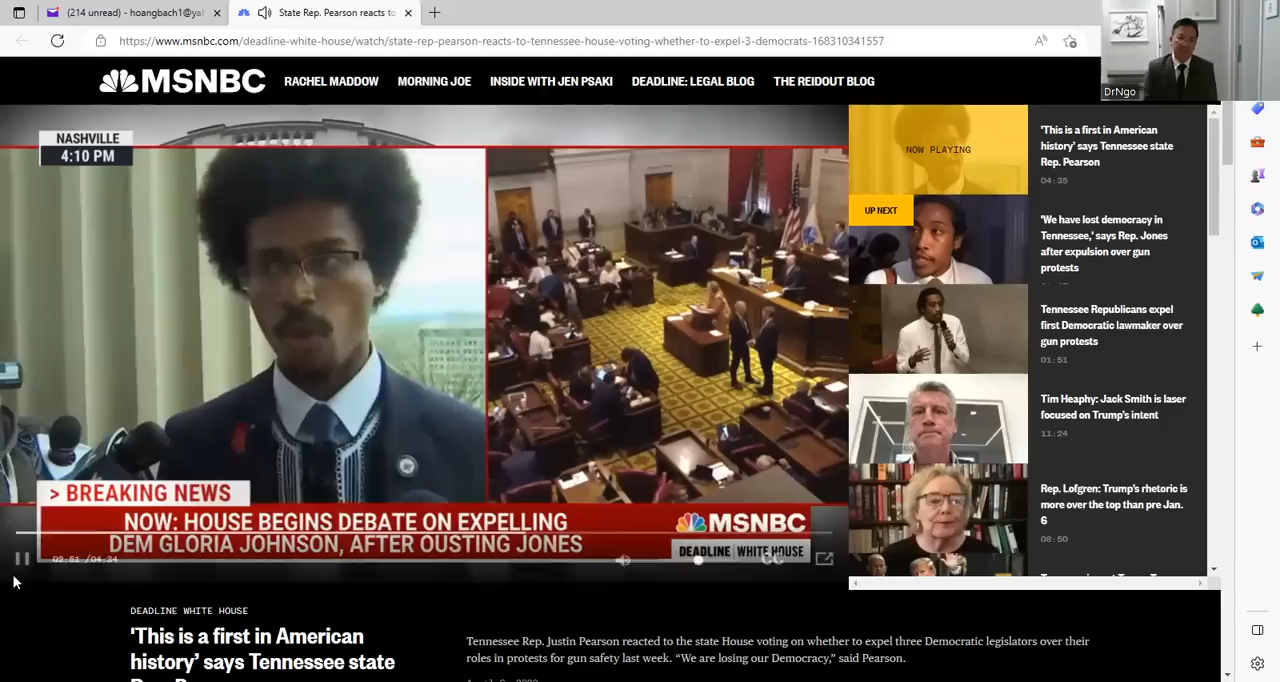 (214 unread) - hoangbach1@yah
State Rep. Pearson reacts to
https://www.msnbc.com/deadline-white-house/watch/state-rep-pearson-reacts-to-tennessee-house-voting-whether-to-expel-3-democrats-168310341557
DrNgo
MSNBC
RACHEL MADDOW
MORNING JOE
INSIDE WITH JEN PSAKI
DEADLINE: LEGAL BLOG
THE REIDOUT BLOG
NASHVILLE
4:10 PM
> BREAKING NEWS
NOW: HOUSE BEGINS DEBATE ON EXPELLING
DEM GLORIA JOHNSON, AFTER OUSTING JONES
MSNBC
DEADLINE WHITE HOUSE
02:51 /04:34
CC
NOW PLAYING
'This is a first in American
history' says Tennessee state
Rep. Pearson
04:35
UP NEXT
'We have lost democracy in
Tennessee,' says Rep. Jones
after expulsion over gun
protests
Tennessee Republicans expel
first Democratic lawmaker over
gun protests
01:51
Tim Heaphy: Jack Smith is laser
focused on Trump's intent
11:24
Rep. Lofgren: Trump's rhetoric is
more over the top than pre Jan.
6
08:50
DEADLINE WHITE HOUSE
'This is a first in American
history' says Tennessee state
Tennessee Rep. Justin Pearson reacted to the state House voting on whether to expel three Democratic legislators over their
roles in protests for gun safety last week. “We are losing our Democracy,” said Pearson.